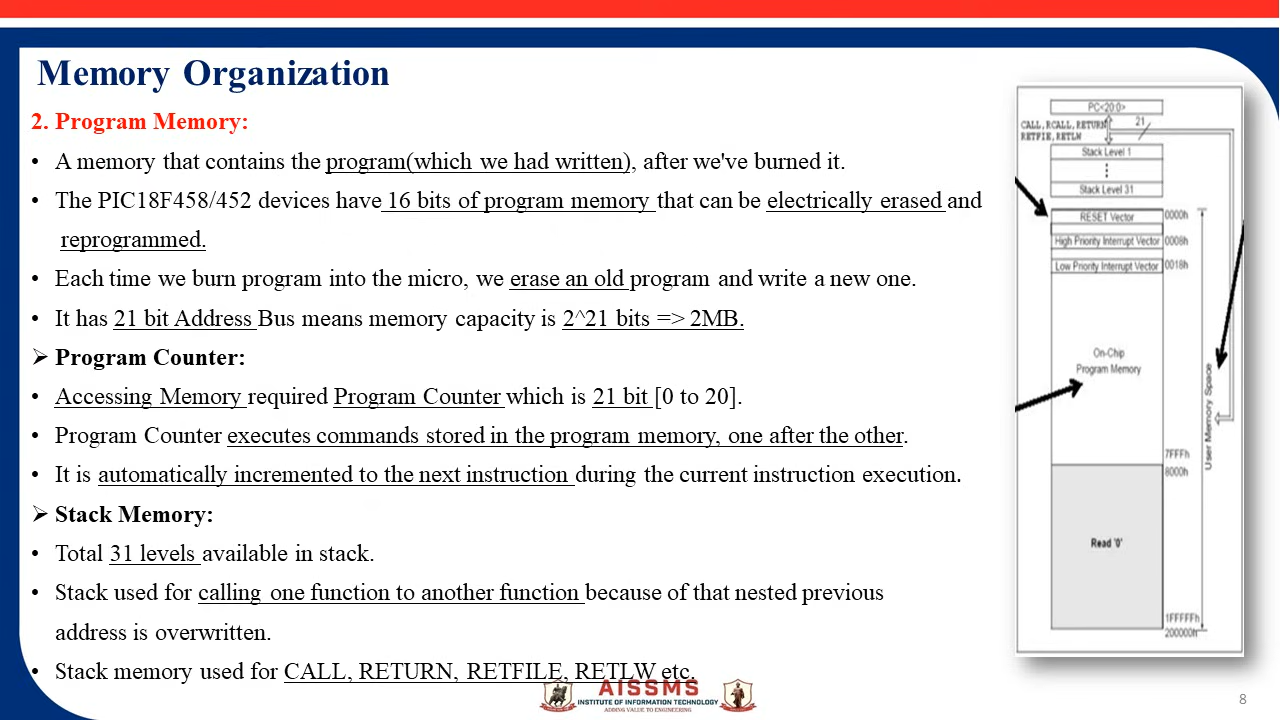 Memory Organization
2. Program Memory:
• A memory that contains the program(which we had written), after we've burned it.
• The PIC18F458/452 devices have 16 bits of program memory that can be electrically erased and
reprogrammed.
• Each time we burn program into the micro, we erase an old program and write a new one.
• It has 21 bit Address Bus means memory capacity is 2^21 bits => 2MB.
➢ Program Counter:
• Accessing Memory required Program Counter which is 21 bit [0 to 20].
• Program Counter executes commands stored in the program memory, one after the other.
• It is automatically incremented to the next instruction during the current instruction execution.
➢ Stack Memory:
• Total 31 levels available in stack.
• Stack used for calling one function to another function because of that nested previous
address is overwritten.
• Stack memory used for CALL, RETURN, RETFILE, RETLW etc.
PC<20:0>
CALL, RCALL, RETURN
RETFIE, RETLW
21
Stack Level 1
Stack Level 31
RESET Vector
0000h
High Priority Interrupt Vector
0008h
Low Priority Interrupt Vector
0018h
On-Chip
Program Memory
7FFFh
8000h
User Memory Space
Read '0'
1FFFFFh
200000h
AISSMS
INSTITUTE OF INFORMATION TECHNOLOGY
ADDING VALUE TO ENGINEERING
8